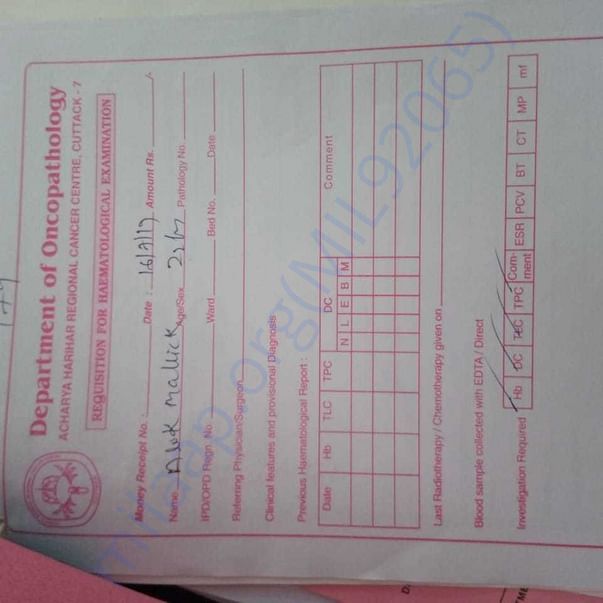 Department of Oncopathology
ACHARYA HARIHAR REGIONAL CANCER CENTRE, CUTTACK - 7
REQUISITION FOR HAEMATOLOGICAL EXAMINATION
Money Receipt No. : Date : 16/9/19 Amount Rs. /-
Name Alok Mallick Age/Sex Pathology No.
IPD/OPD Regn. No. Ward Bed No. Date
Referring Physician/Surgeon
Clinical features and provisional Diagnosis
Previous Haematological Report :
Date Hb TLC TPC DC Comment
N L E B M
Last Radiotherapy / Chemotherapy given on
Blood sample collected with EDTA / Direct
Investigation Required Hb DC TLC TPC Com- ESR PCV BT CT MP mf
ment
milaap.org(MIL92065)